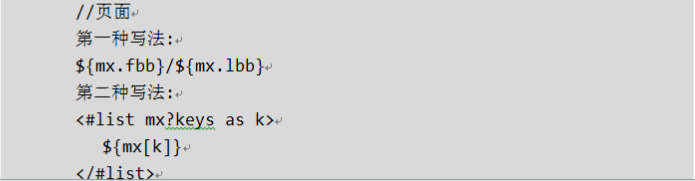 //页面
第一种写法:
${mx.fbb}/${mx.lbb}
第二种写法:
<#list mx?keys as k>
${mx[k]}
</#list>